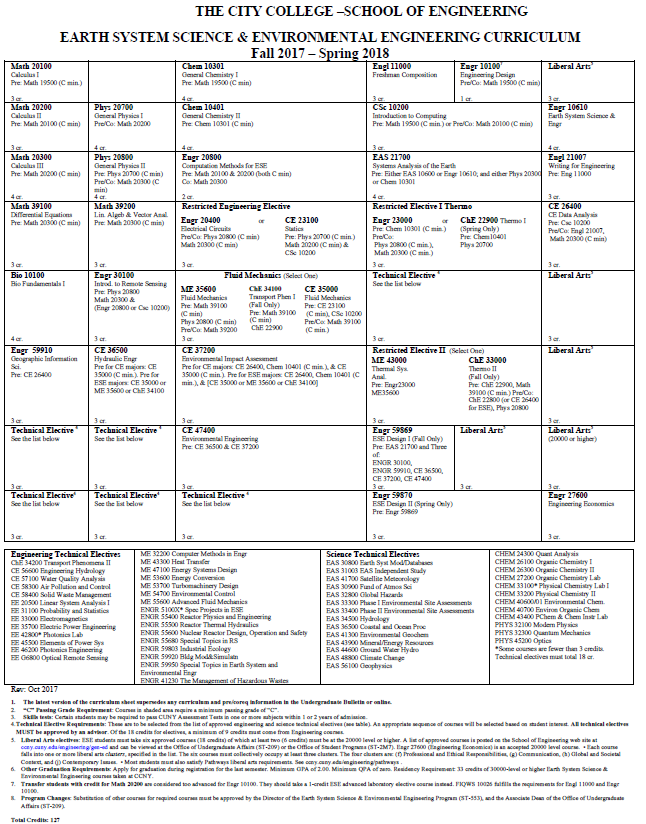 THE CITY COLLEGE –SCHOOL OF ENGINEERING
EARTH SYSTEM SCIENCE & ENVIRONMENTAL ENGINEERING CURRICULUM
Fall 2017 – Spring 2018
Math 20100
Calculus I
Pre: Math 19500 (C min.)
3 cr.
Chem 10301
General Chemistry I
Pre: Math 19500 (C min.)
4 cr.
Engl 11000
Freshman Composition
3 cr.
Engr 10100⁷
Engineering Design
Pre/Co: Math 19500 (C min)
1 cr.
Liberal Arts⁵
3 cr.
Math 20200
Calculus II
Pre: Math 20100 (C min)
3 cr.
Phys 20700
General Physics I
Pre/Co: Math 20200
4 cr.
Chem 10401
General Chemistry II
Pre: Chem 10301 (C min)
4 cr.
CSc 10200
Introduction to Computing
Pre: Math 19500 (C min.) or Pre/Co: Math 20100 (C min)
3 cr.
Engr 10610
Earth System Science &
Engr
4 cr.
Math 20300
Calculus III
Pre: Math 20200 (C min)
4 cr.
Phys 20800
General Physics II
Pre: Phys 20700 (C min)
Pre/Co: Math 20300 (C
min)
4 cr.
Engr 20800
Computation Methods for ESE
Pre: Math 20100 & 20200 (both C min)
Co: Math 20300
2 cr.
EAS 21700
Systems Analysis of the Earth
Pre: Either EAS 10600 or Engr 10610; and either Phys 20300
or Chem 10301
4 cr.
Engl 21007
Writing for Engineering
Pre: Eng 11000
3 cr.
Math 39100
Differential Equations
Pre: Math 20300 (C min)
3 cr.
Math 39200
Lin. Algeb & Vector Anal.
Pre: Math 20300 (C min)
3 cr.
Restricted Engineering Elective
Engr 20400
Electrical Circuits
Pre/Co: Phys 20800 (C min)
Math 20300 (C min)
or
CE 23100
Statics
Pre: Phys 20700 (C min.)
Math 20200 (C min) &
CSc 10200
3 cr.
Restricted Elective I Thermo
Engr 23000
Pre: Chem 10301 (C min.)
Pre/Co:
Phys 20800 (C min.),
Math 20300 (C min.)
or
ChE 22900 Thermo I
(Spring Only)
Pre: Chem10401
Phys 20700
3 cr.
CE 26400
CE Data Analysis
Pre: Csc 10200
Pre/Co: Engl 21007,
Math 20300 (C min)
3 cr.
Bio 10100
Bio Fundamentals I
4 cr.
Engr 30100
Introd. to Remote Sensing
Pre: Phys 20800
Math 20300 &
(Engr 20800 or Csc 10200)
3 cr.
Fluid Mechanics (Select One)
ME 35600
Fluid Mechanics
Pre: Math 39100
(C min)
Phys 20800 (C min)
Pre/Co: Math 39200
ChE 34100
Transport Phen I
(Fall Only)
Pre: Math 39100
(C min)
ChE 22900
CE 35000
Fluid Mechanics
Pre: CE 23100
(C min), CSc 10200
Pre/Co: Math 39100
(C min.)
3 cr.
Technical Elective ⁴
See the list below
3 cr.
Liberal Arts⁵
3 cr.
Engr 59910
Geographic Information
Sci.
Pre: CE 26400
3 cr.
CE 36500
Hydraulic Engr
Pre for CE majors: CE
35000 (C min.). Pre for
ESE majors: CE 35000 or
ME 35600 or ChE 34100
3 cr.
CE 37200
Environmental Impact Assessment
Pre for CE majors: CE 26400, Chem 10401 (C min.), & CE
35000 (C min.). Pre for ESE majors: CE 26400, Chem 10401 (C
min.), & [CE 35000 or ME 35600 or ChE 34100]
3 cr.
Restricted Elective II (Select One)
ME 43000
Thermal Sys.
Anal.
Pre: Engr23000
ME35600
ChE 33000
Thermo II
(Fall Only)
Pre: ChE 22900, Math
39100 (C min.) Pre/Co:
ChE 22800 (or CE 26400
for ESE), Phys 20800
3 cr.
Liberal Arts⁵
3 cr.
Technical Elective ⁴
See the list below
3 cr.
Technical Elective ⁴
See the list below
3 cr.
CE 47400
Environmental Engineering
Pre: CE 36500 & CE 37200
3 cr.
Engr 59869
ESE Design I (Fall Only)
Pre: EAS 21700 and Three
of:
ENGR 30100,
ENGR 59910, CE 36500,
CE 37200, CE 47400
3 cr.
Liberal Arts⁵
3 cr.
Liberal Arts⁵
(20000 or higher)
3 cr.
Technical Elective⁴
See the list below
3 cr.
Technical Elective⁴
See the list below
3 cr.
Technical Elective ⁴
See the list below
3 cr.
Engr 59870
ESE Design II (Spring Only)
Pre: Engr 59869
3 cr.
Engr 27600
Engineering Economics
3 cr.
Engineering Technical Electives
ChE 34200 Transport Phenomena II
CE 56600 Engineering Hydrology
CE 57100 Water Quality Analysis
CE 58300 Air Pollution and Control
CE 58400 Solid Waste Management
EE 20500 Linear System Analysis I
EE 31100 Probability and Statistics
EE 33000 Electromagnetics
EE 35700 Electric Power Engineering
EE 42800* Photonics Lab
EE 45500 Elements of Power Sys
EE 46200 Photonics Engineering
EE G6800 Optical Remote Sensing
ME 32200 Computer Methods in Engr
ME 43300 Heat Transfer
ME 47100 Energy Systems Design
ME 53600 Energy Conversion
ME 53700 Turbomachinery Design
ME 54700 Environmental Control
ME 55600 Advanced Fluid Mechanics
ENGR 5100X* Spec Projects in ESE
ENGR 55400 Reactor Physics and Engineering
ENGR 55500 Reactor Thermal Hydraulics
ENGR 55600 Nuclear Reactor Design, Operation and Safety
ENGR 55680 Special Topics in RS
ENGR 59803 Industrial Ecology
ENGR 59920 Bldg Mod&Simulatn
ENGR 59950 Special Topics in Earth System and
Environmental Engr
ENGR 41230 The Management of Hazardous Wastes
Science Technical Electives
EAS 30800 Earth Syst Mod/Databases
EAS 31003 EAS Independent Study
EAS 41700 Satellite Meteorology
EAS 30900 Fund of Atmos Sci
EAS 32800 Global Hazards
EAS 33300 Phase I Environmental Site Assessments
EAS 33400 Phase II Environmental Site Assessments
EAS 34500 Hydrology
EAS 36500 Coastal and Ocean Proc
EAS 41300 Environmental Geochem
EAS 43900 Mineral/Energy Resources
EAS 44600 Ground Water Hydro
EAS 48800 Climate Change
EAS 56100 Geophysics
CHEM 24300 Quant Analysis
CHEM 26100 Organic Chemistry I
CHEM 26300 Organic Chemistry II
CHEM 27200 Organic Chemistry Lab
CHEM 33100* Physical Chemistry Lab I
CHEM 33200 Physical Chemistry II
CHEM 40600/01 Environmental Chem.
CHEM 40700 Environ Organic Chem
CHEM 43400 PChem & Chem Instr Lab
PHYS 32100 Modern Physics
PHYS 32300 Quantum Mechanics
PHYS 45200 Optics
*Some courses are fewer than 3 credits.
Technical electives must total 18 cr.
Rev: Oct 2017
1. The latest version of the curriculum sheet supersedes any curriculum and pre/coreq information in the Undergraduate Bulletin or online.
2. "C" Passing Grade Requirement: Courses in shaded area require a minimum passing grade of "C".
3. Skills tests: Certain students may be required to pass CUNY Assessment Tests in one or more subjects within 1 or 2 years of admission.
4. Technical Elective Requirements: These are to be selected from the list of approved engineering and science technical electives (see table). An appropriate sequence of courses will be selected based on student interest. All technical electives
MUST be approved by an advisor. Of the 18 credits for electives, a minimum of 9 credits must come from Engineering courses.
5. Liberal Arts electives: ESE students must take six approved courses (18 credits) of which at least two (6 credits) must be at the 20000 level or higher. A list of approved courses is posted on the School of Engineering web site at
ccny.cuny.edu/engineering/gen-ed and can be viewed at the Office of Undergraduate Affairs (ST-209) or the Office of Student Programs (ST-2M7). Engr 27600 (Engineering Economics) is an accepted 20000 level course. • Each course
falls into one or more liberal arts clusters, specified in the list. The six courses must collectively occupy at least three clusters. The four clusters are: (f) Professional and Ethical Responsibilities, (g) Communication, (h) Global and Societal
Context, and (j) Contemporary Issues. • Most students must also satisfy Pathways liberal arts requirements. See ccny.cuny.edu/engineering/pathways .
6. Other Graduation Requirements: Apply for graduation during registration for the last semester. Minimum GPA of 2.00. Minimum QPA of zero. Residency Requirement: 33 credits of 30000-level or higher Earth System Science &
Environmental Engineering courses taken at CCNY.
7. Transfer students with credit for Math 20200 are considered too advanced for Engr 10100. They should take a 1-credit ESE advanced laboratory elective course instead. FIQWS 10026 fulfills the requirements for Engl 11000 and Engr
10100.
8. Program Changes: Substitution of other courses for required courses must be approved by the Director of the Earth System Science & Environmental Engineering Program (ST-553), and the Associate Dean of the Office of Undergraduate
Affairs (ST-209).
Total Credits: 127